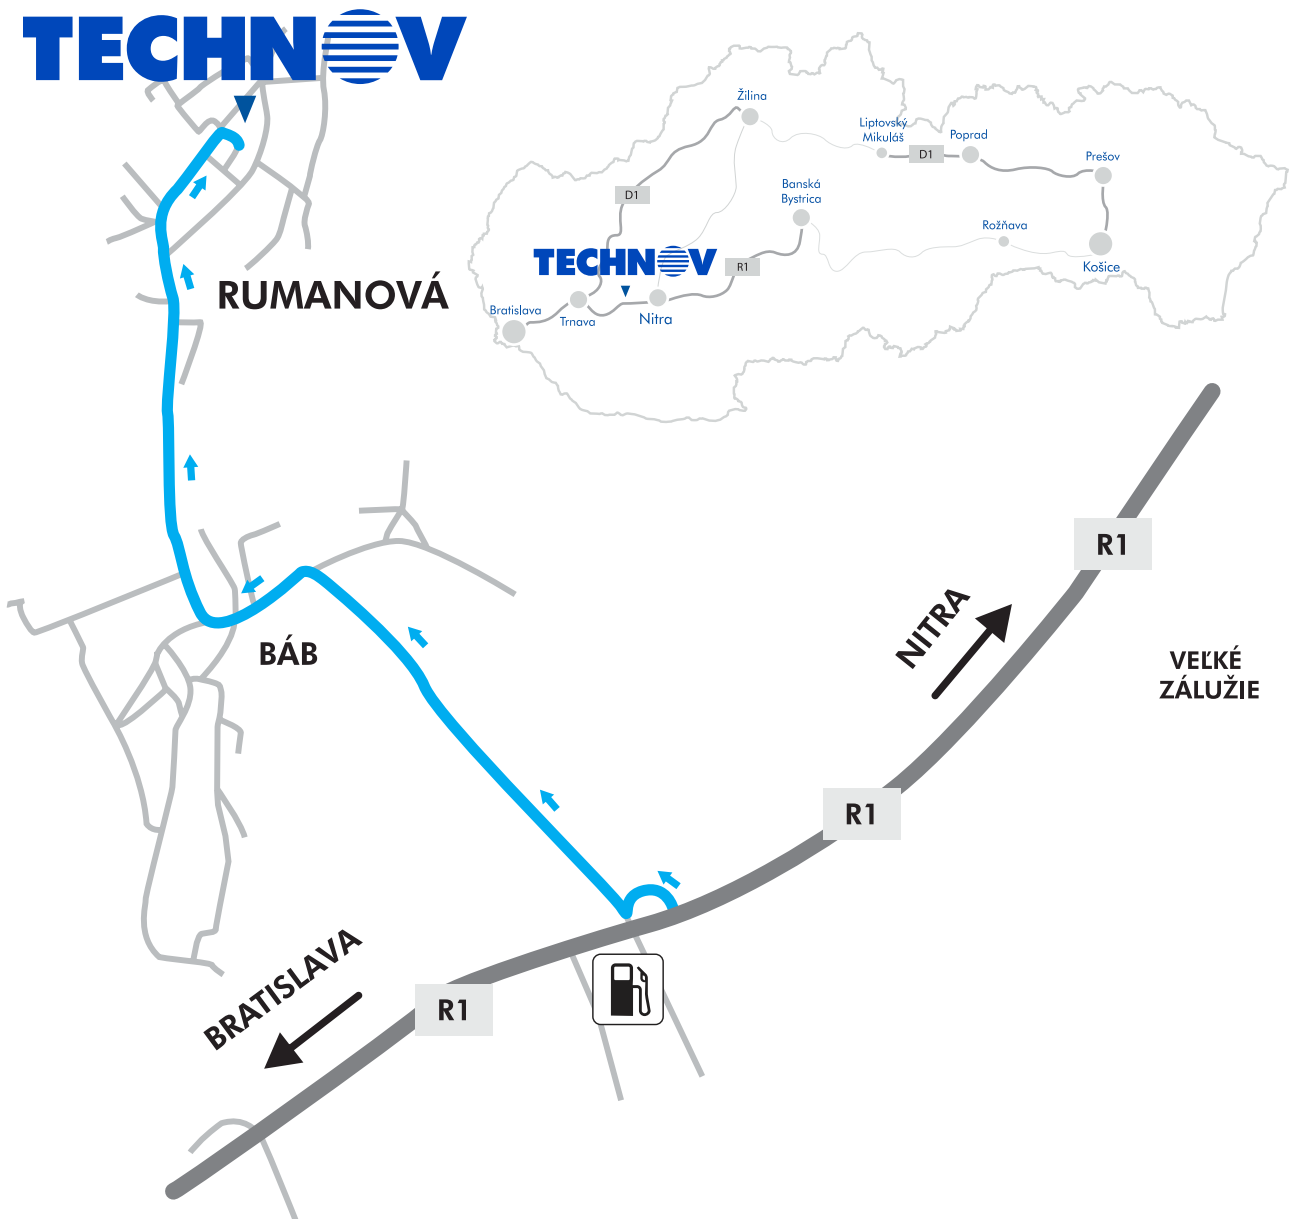 TECHNOV
Žilina
Liptovský
Mikuláš
D1
Poprad
Prešov
D1
Banská
Bystrica
Rožňava
Košice
TECHNOV
R1
Bratislava
Trnava
Nitra
RUMANOVÁ
R1
NITRA
BÁB
VEĽKÉ
ZÁLUŽIE
R1
BRATISLAVA
R1